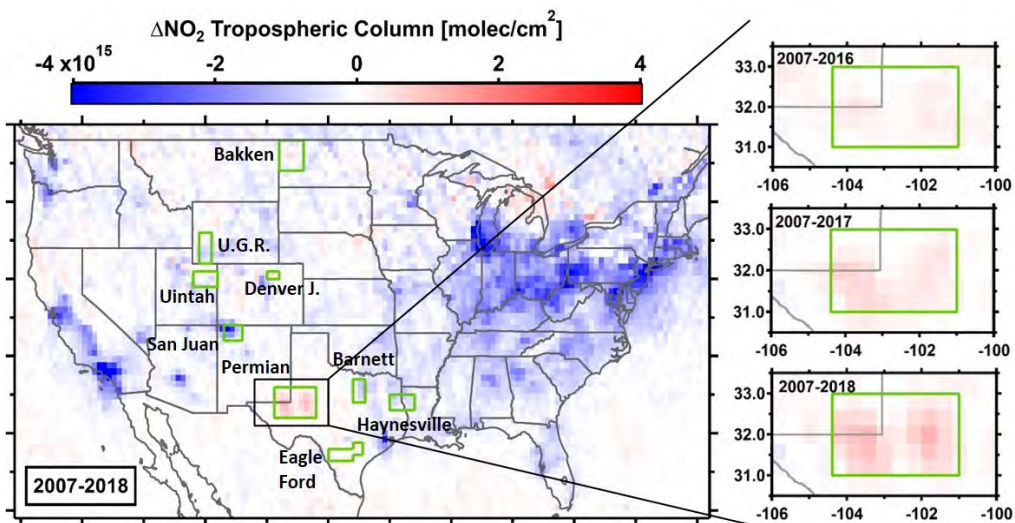 ΔNO₂ Tropospheric Column [molec/cm²]
-4 x10¹⁵ -2 0 2 4
Bakken
U.G.R.
Uintah
Denver J.
San Juan
Permian
Barnett
Haynesville
Eagle
Ford
2007-2018
2007-2016
33.0
32.0
31.0
-106 -104 -102 -100
2007-2017
33.0
32.0
31.0
-106 -104 -102 -100
2007-2018
33.0
32.0
31.0
-106 -104 -102 -100